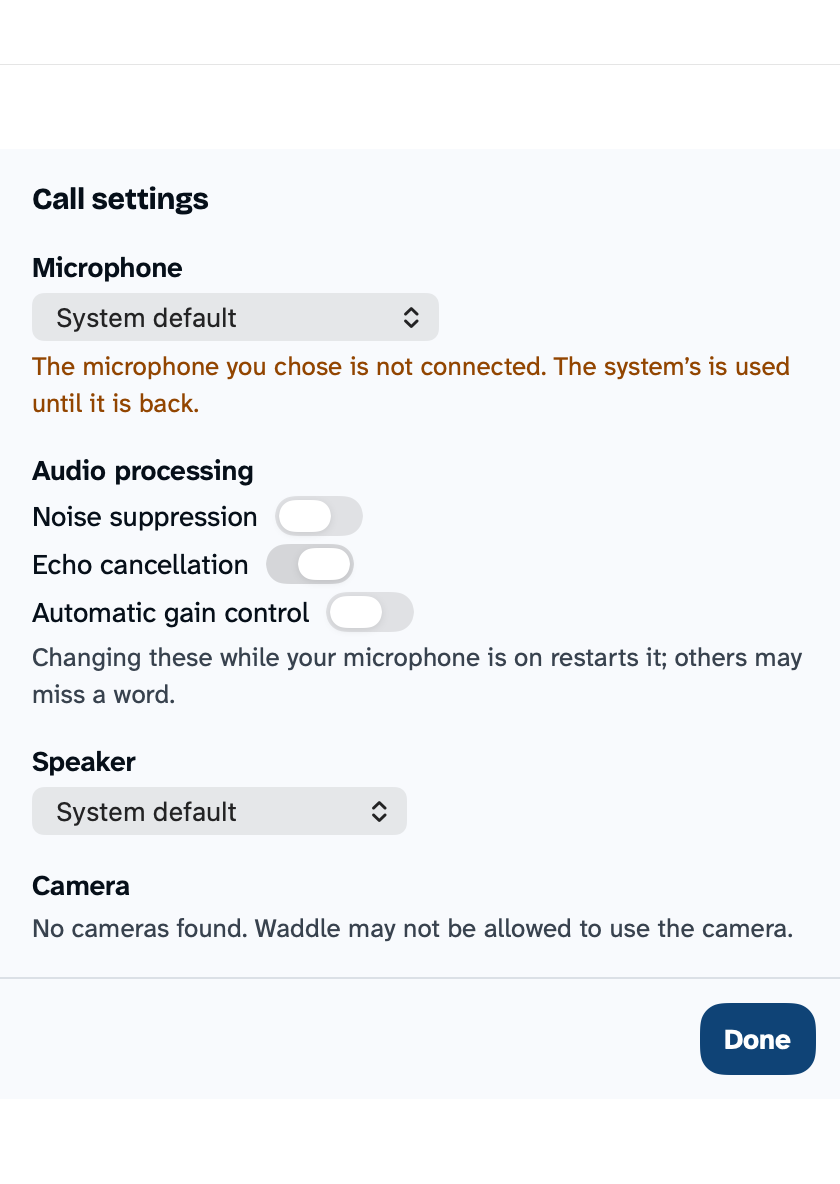 Call settings
Microphone
System default
The microphone you chose is not connected. The system’s is used
until it is back.
Audio processing
Noise suppression
Echo cancellation
Automatic gain control
Changing these while your microphone is on restarts it; others may
miss a word.
Speaker
System default
Camera
No cameras found. Waddle may not be allowed to use the camera.
Done